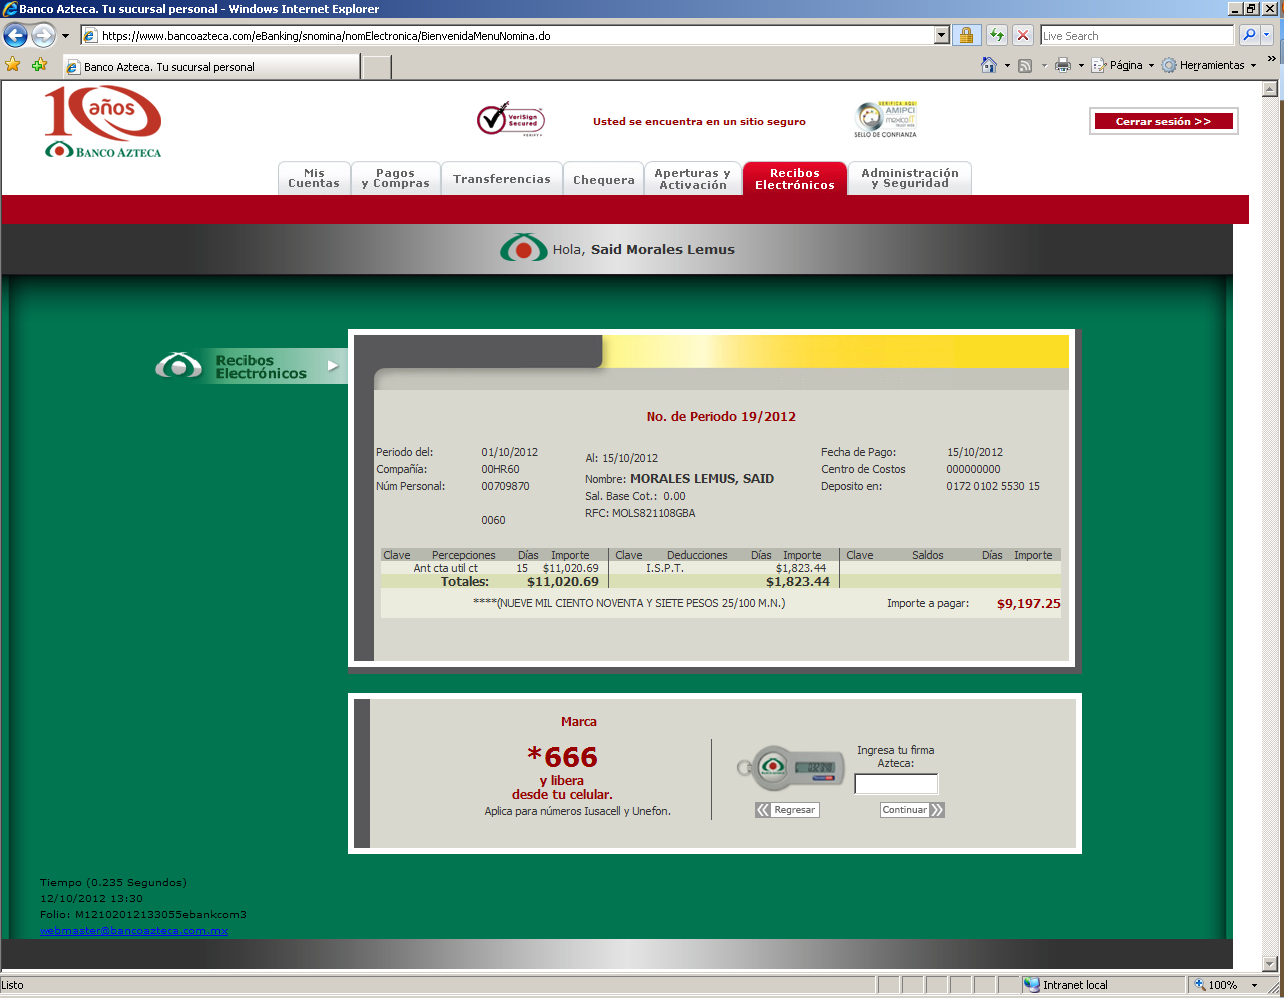 Banco Azteca. Tu sucursal personal - Windows Internet Explorer
https://www.bancoazteca.com/eBanking/snomina/nomElectronica/BienvenidaMenuNomina.do
Live Search
Banco Azteca. Tu sucursal personal
Página
Herramientas
10 años
BANCO AZTECA
VeriSign
Secured
VERIFY
Usted se encuentra en un sitio seguro
VERIFICA AQUI
AMIPCI
SELLO DE CONFIANZA
Cerrar sesión >>
Mis Cuentas
Pagos y Compras
Transferencias
Chequera
Aperturas y Activación
Recibos Electrónicos
Administración y Seguridad
Hola, Said Morales Lemus
Recibos
Electrónicos
No. de Periodo 19/2012
Periodo del: 01/10/2012 Al: 15/10/2012 Fecha de Pago: 15/10/2012
Compañía: 00HR60 Nombre: MORALES LEMUS, SAID Centro de Costos 000000000
Núm Personal: 00709870 Sal. Base Cot.: 0.00 Deposito en: 0172 0102 5530 15
0060 RFC: MOLS821108GBA
Clave Percepciones Días Importe Clave Deducciones Días Importe Clave Saldos Días Importe
Ant cta util ct 15 $11,020.69 I.S.P.T. $1,823.44
Totales: $11,020.69 $1,823.44
****(NUEVE MIL CIENTO NOVENTA Y SIETE PESOS 25/100 M.N.) Importe a pagar: $9,197.25
Marca
*666
y libera
desde tu celular.
Aplica para números Iusacell y Unefon.
Ingresa tu firma
Azteca:
Regresar
Continuar
Tiempo (0.235 Segundos)
12/10/2012 13:30
Folio: M12102012133055ebankcom3
webmaster@bancoazteca.com.mx
Listo
Intranet local
100%